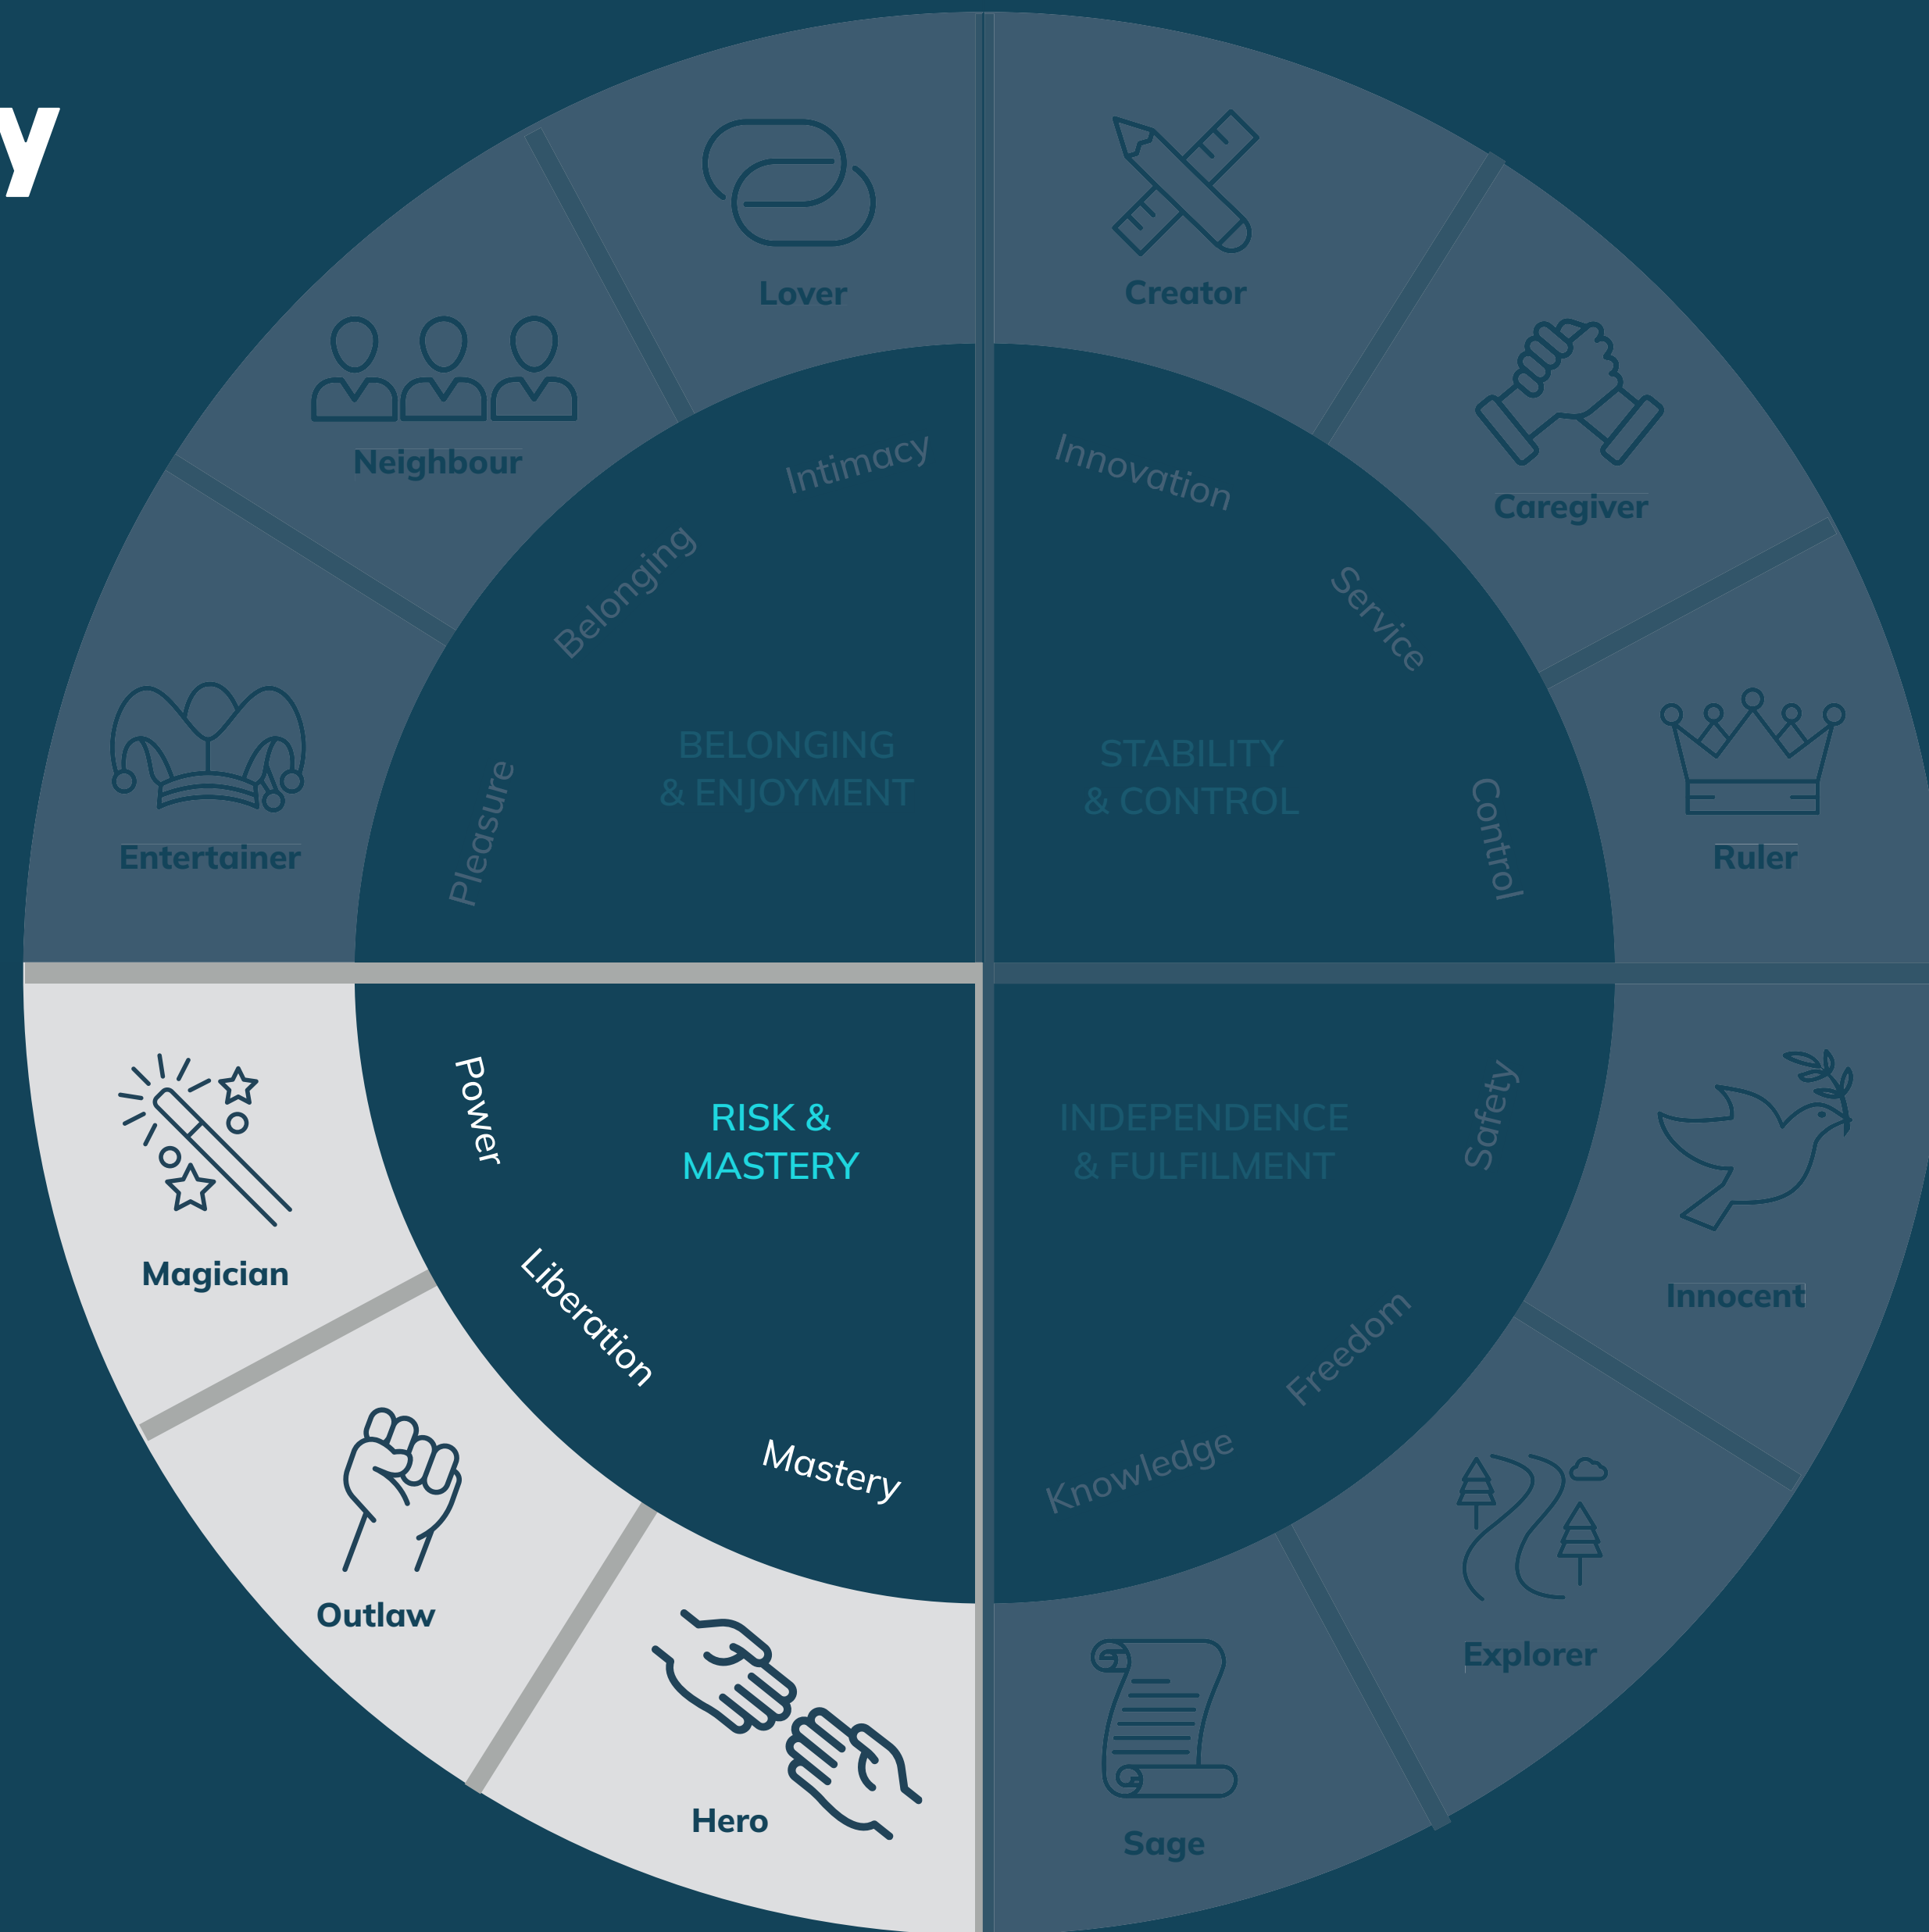 y
Lover
Creator
Neighbour
Caregiver
Intimacy
Innovation
Belonging
Service
BELONGING
& ENJOYMENT
STABILITY
& CONTROL
Pleasure
Control
Entertainer
Ruler
Power
RISK &
MASTERY
INDEPENDENCE
& FULFILMENT
Safety
Magician
Liberation
Freedom
Innocent
Mastery
Knowledge
Outlaw
Explorer
Hero
Sage